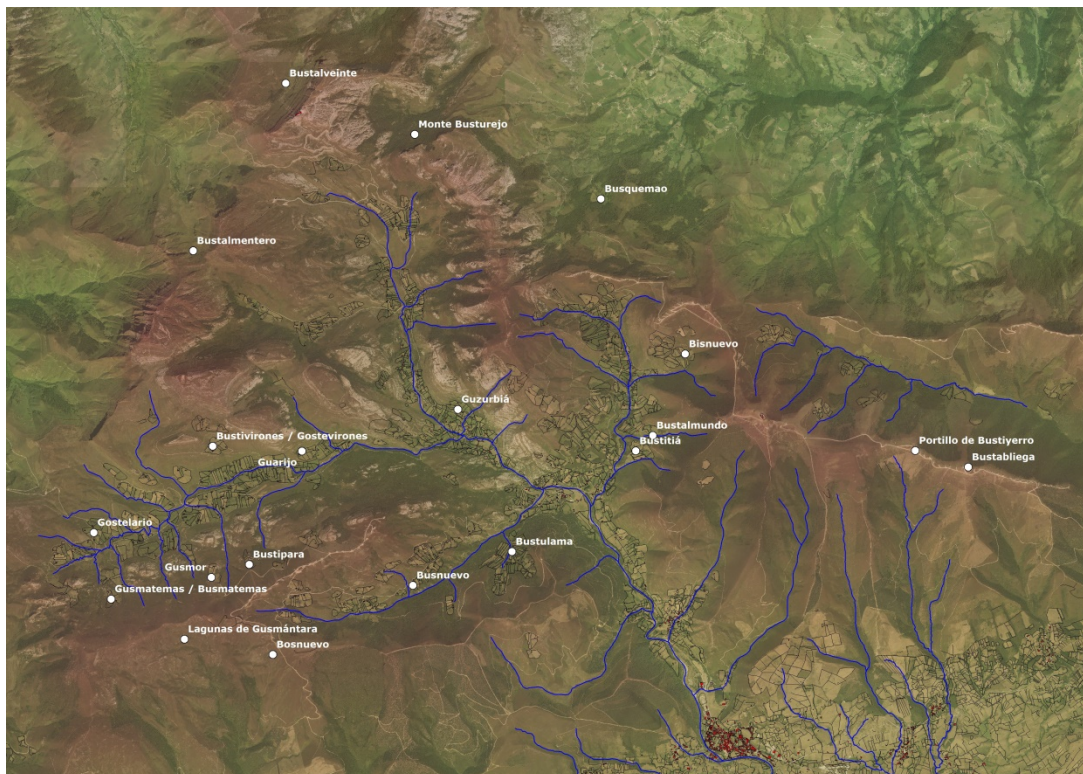 Bustalveinte
Monte Busturejo
Busquemao
Bustalmentero
Bisnuevo
Guzurbiá
Bustivirones / Gostevirones
Bustalmundo
Bustitiá
Portillo de Bustiyerro
Guarijo
Bustabliega
Gostelario
Bustulama
Gusmor
Bustipara
Busnuevo
Gusmatemas / Busmatemas
Lagunas de Gusmántara
Bosnuevo